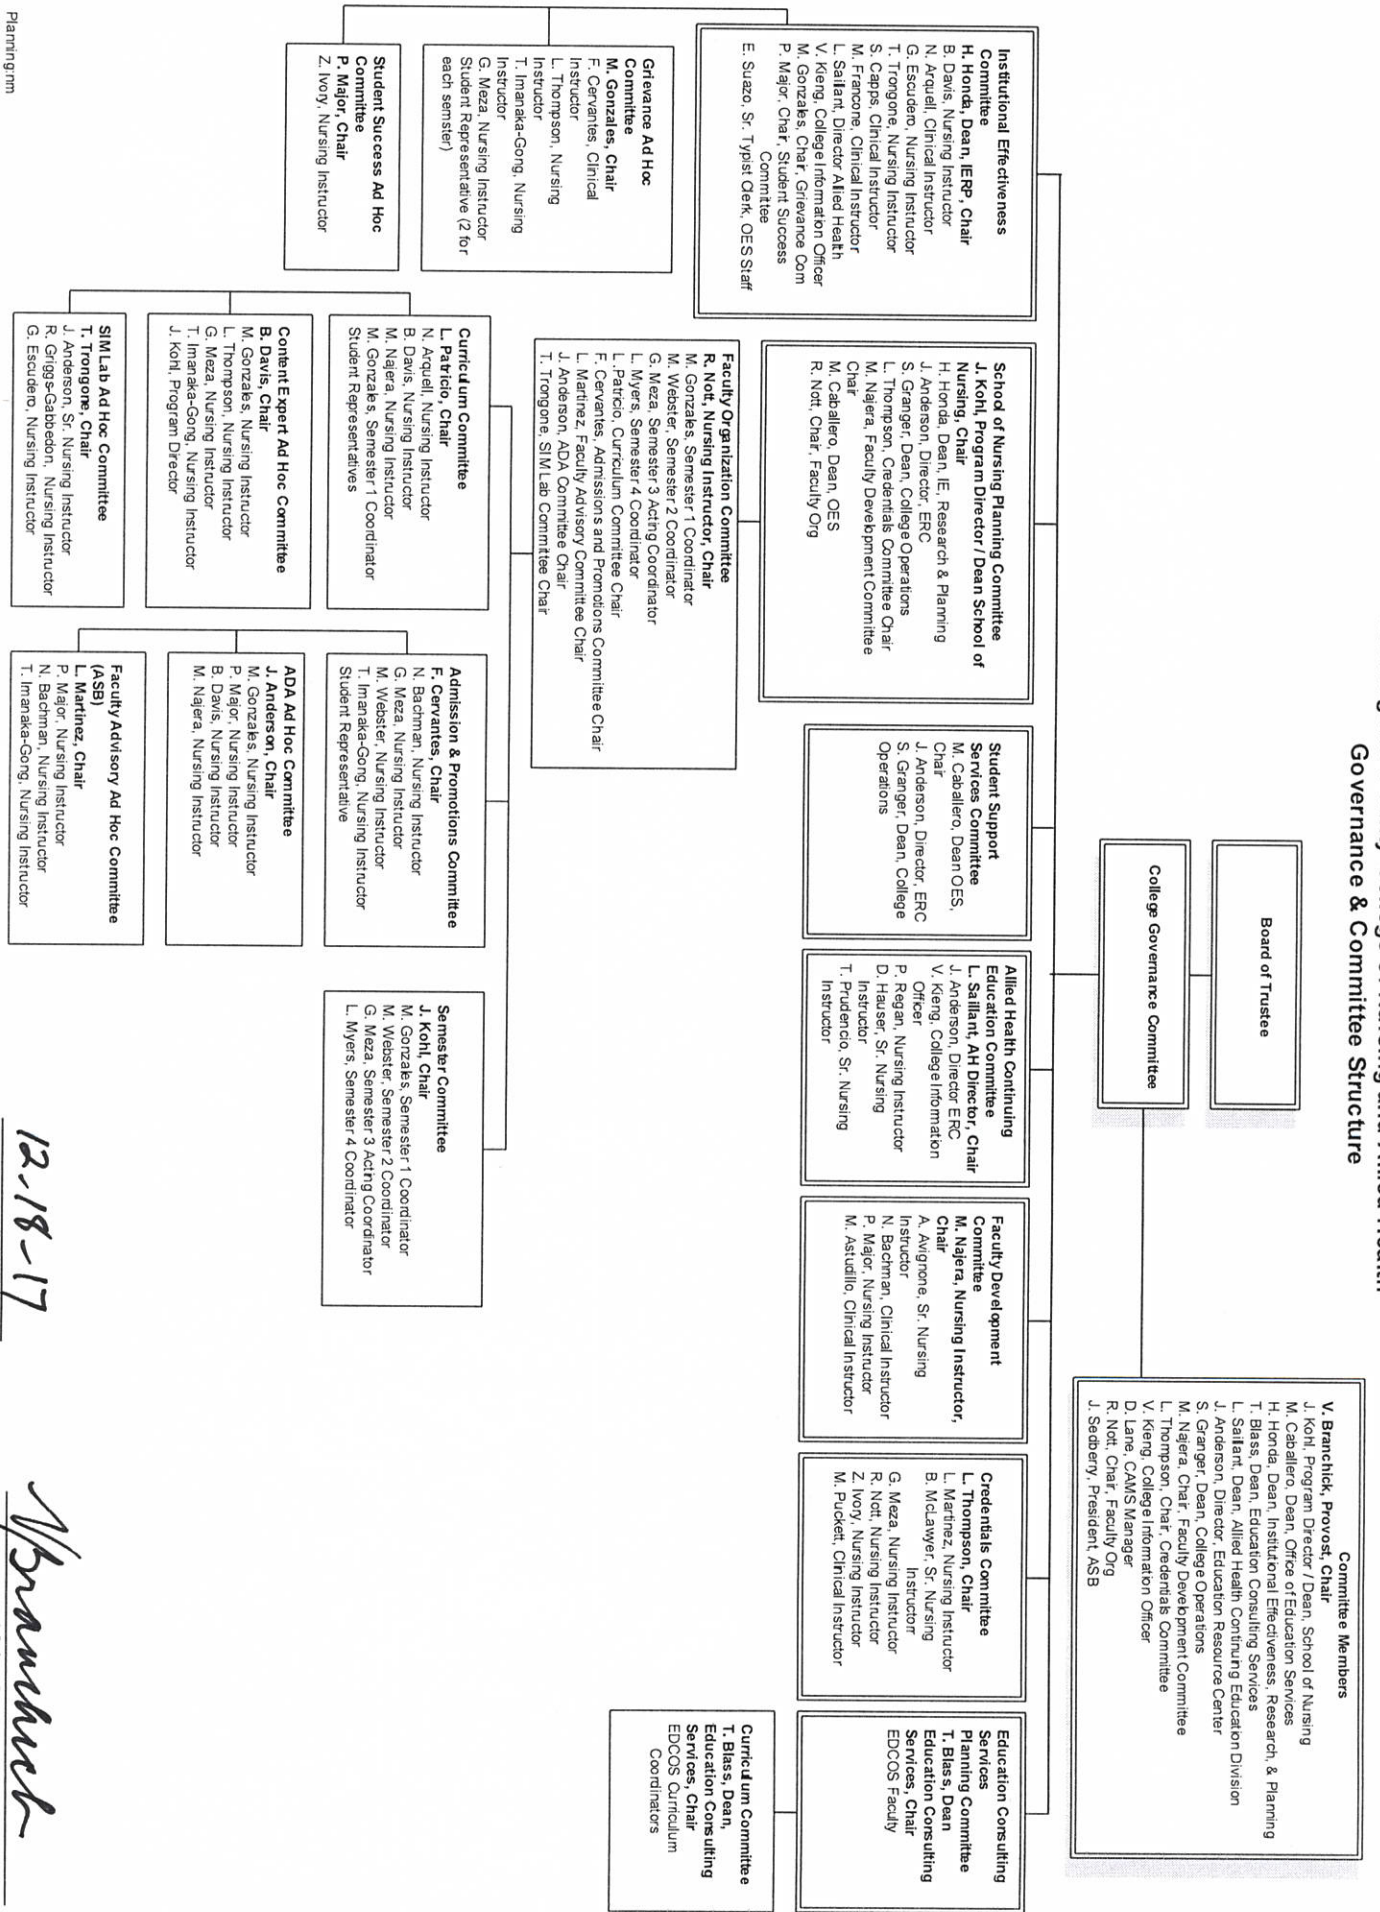 College of Nursing and Allied Health
Governance & Committee Structure
Board of Trustee
College Governance Committee
Committee Members
V. Branchick, Provost, Chair
J. Kohl, Program Director / Dean, School of Nursing
M. Caballero, Dean, Office of Education Services
H. Honda, Dean, Institutional Effectiveness, Research, & Planning
T. Blass, Dean, Education Consulting Services
L. Saillant, Dean, Allied Health Continuing Education Division
J. Anderson, Director, Education Resource Center
S. Granger, Dean, College Operations
M. Najera, Chair, Faculty Development Committee
L. Thompson, Chair, Credentials Committee
V. Kieng, College Information Officer
D. Lane, CAMS Manager
R. Nott, Chair, Faculty Org
J. Sedberry, President, ASB
Institutional Effectiveness
Committee
H. Honda, Dean, IERP, Chair
B. Davis, Nursing Instructor
N. Arquell, Clinical Instructor
G. Escudero, Nursing Instructor
T. Trongone, Nursing Instructor
S. Capps, Clinical Instructor
M. Francone, Clinical Instructor
L. Saillant, Director Allied Health
V. Kieng, College Information Officer
M. Gonzales, Chair, Grievance Com
P. Major, Chair, Student Success
Committee
E. Suazo, Sr. Typist Clerk, OES Staff
School of Nursing Planning Committee
J. Kohl, Program Director / Dean School of
Nursing, Chair
H. Honda, Dean, IE, Research & Planning
J. Anderson, Director, ERC
S. Granger, Dean, College Operations
L. Thompson, Credentials Committee Chair
M. Najera, Faculty Development Committee
Chair
M. Caballero, Dean, OES
R. Nott, Chair, Faculty Org
Student Support
Services Committee
M. Caballero, Dean OES,
Chair
J. Anderson, Director, ERC
S. Granger, Dean, College
Operations
Allied Health Continuing
Education Committee
L. Saillant, AH Director, Chair
J. Anderson, Director ERC
V. Kieng, College Information
Officer
P. Regan, Nursing Instructor
D. Hauser, Sr. Nursing
Instructor
T. Prudencio, Sr. Nursing
Instructor
Faculty Development
Committee
M. Najera, Nursing Instructor,
Chair
A. Avignone, Sr. Nursing
Instructor
N. Bachman, Clinical Instructor
P. Major, Nursing Instructor
M. Astudillo, Clinical Instructor
Credentials Committee
L. Thompson, Chair
L. Martinez, Nursing Instructor
B. McLawyer, Sr. Nursing
Instructorr
G. Meza, Nursing Instructor
R. Nott, Nursing Instructor
Z. Ivory, Nursing Instructor
M. Puckett, Clinical Instructor
Education Consulting
Services
Planning Committee
T. Blass, Dean
Education Consulting
Services, Chair
EDCOS Faculty
Grievance Ad Hoc
Committee
M. Gonzales, Chair
F. Cervantes, Clinical
Instructor
L. Thompson, Nursing
Instructor
T. Imanaka-Gong, Nursing
Instructor
G. Meza, Nursing Instructor
Student Representative (2 for
each semster)
Faculty Organization Committee
R. Nott, Nursing Instructor, Chair
M. Gonzales, Semester 1 Coordinator
M. Webster, Semester 2 Coordinator
G. Meza, Semester 3 Acting Coordinator
L. Myers, Semester 4 Coordinator
L. Patricio, Curriculum Committee Chair
F. Cervantes, Admissions and Promotions Committee Chair
L. Martinez, Faculty Advisory Committee Chair
J. Anderson, ADA Committee Chair
T. Trongone, SIM Lab Committee Chair
Curriculum Committee
T. Blass, Dean,
Education Consulting
Services, Chair
EDCOS Curriculum
Coordinators
Student Success Ad Hoc
Committee
P. Major, Chair
Z. Ivory, Nursing Instructor
Curriculum Committee
L. Patricio, Chair
N. Arquell, Nursing Instructor
B. Davis, Nursing Instructor
M. Najera, Nursing Instructor
M. Gonzales, Semester 1 Coordinator
Student Representatives
Admission & Promotions Committee
F. Cervantes, Chair
N. Bachman, Nursing Instructor
G. Meza, Nursing Instructor
M. Webster, Nursing Instructor
T. Imanaka-Gong, Nursing Instructor
Student Representative
Semester Committee
J. Kohl, Chair
M. Gonzales, Semester 1 Coordinator
M. Webster, Semester 2 Coordinator
G. Meza, Semester 3 Acting Coordinator
L. Myers, Semester 4 Coordinator
Content Expert Ad Hoc Committee
B. Davis, Chair
M. Gonzales, Nursing Instructor
L. Thompson, Nursing Instructor
G. Meza, Nursing Instructor
T. Imanaka-Gong, Nursing Instructor
J. Kohl, Program Director
ADA Ad Hoc Committee
J. Anderson, Chair
M. Gonzales, Nursing Instructor
P. Major, Nursing Instructor
B. Davis, Nursing Instructor
M. Najera, Nursing Instructor
SIM Lab Ad Hoc Committee
T. Trongone, Chair
J. Anderson, Sr. Nursing Instructor
R. Griggs-Gabbedon, Nursing Instructor
G. Escudero, Nursing Instructor
Faculty Advisory Ad Hoc Committee
(ASB)
L. Martinez, Chair
P. Major, Nursing Instructor
N. Bachman, Nursing Instructor
T. Imanaka-Gong, Nursing Instructor
Planning:nm
12-18-17
VBranchick